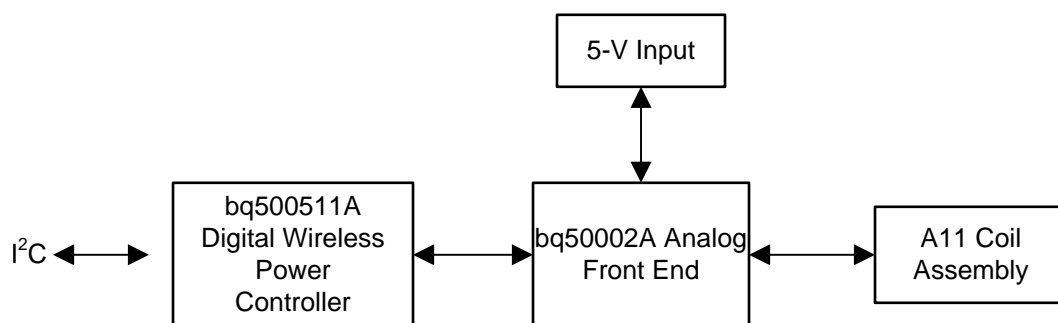 5-V Input
I²C
bq500511A
Digital Wireless
Power
Controller
bq50002A Analog
Front End
A11 Coil
Assembly